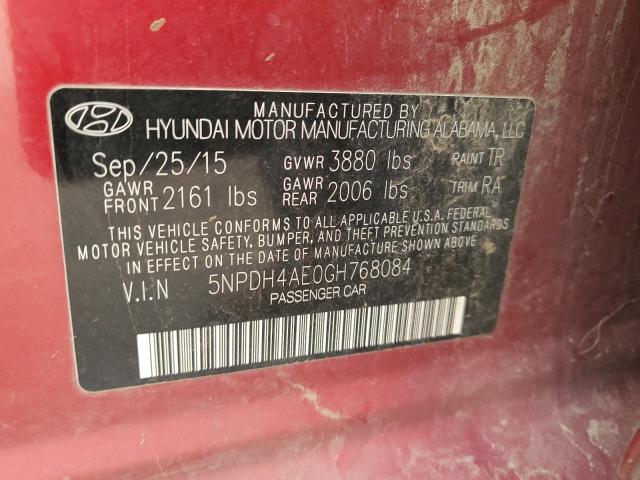 MANUFACTURED BY
HYUNDAI MOTOR MANUFACTURING ALABAMA, LLC
Sep/25/15 GVWR 3880 lbs PAINT TR
GAWR FRONT 2161 lbs GAWR REAR 2006 lbs TRIM RA
THIS VEHICLE CONFORMS TO ALL APPLICABLE U.S.A. FEDERAL
MOTOR VEHICLE SAFETY, BUMPER, AND THEFT PREVENTION STANDARDS
IN EFFECT ON THE DATE OF MANUFACTURE SHOWN ABOVE
V.I.N 5NPDH4AE0GH768084
PASSENGER CAR